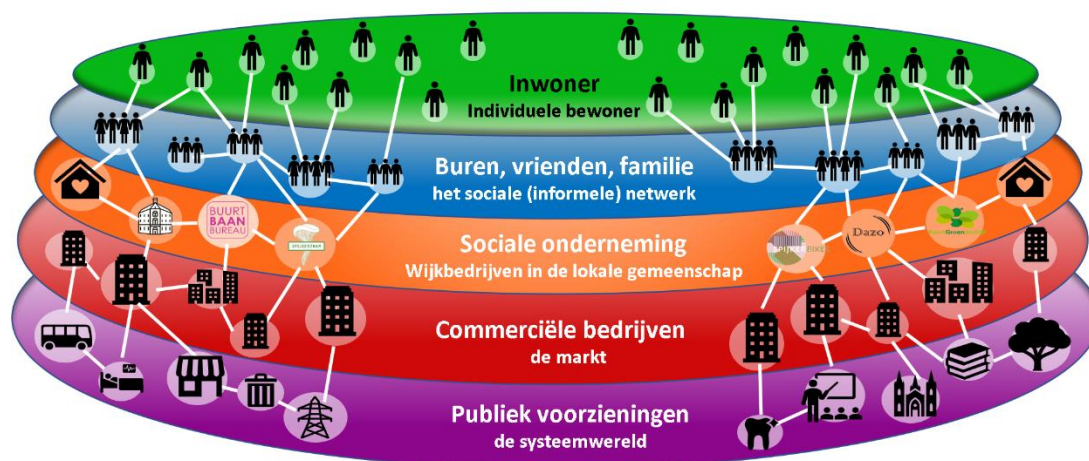 Inwoner
Individuele bewoner
Buren, vrienden, familie
het sociale (informele) netwerk
BUURT
BAAN
BUREAU
Dazo
Sociale onderneming
Wijkbedrijven in de lokale gemeenschap
Commerciële bedrijven
de markt
Publiek voorzieningen
de systeemwereld